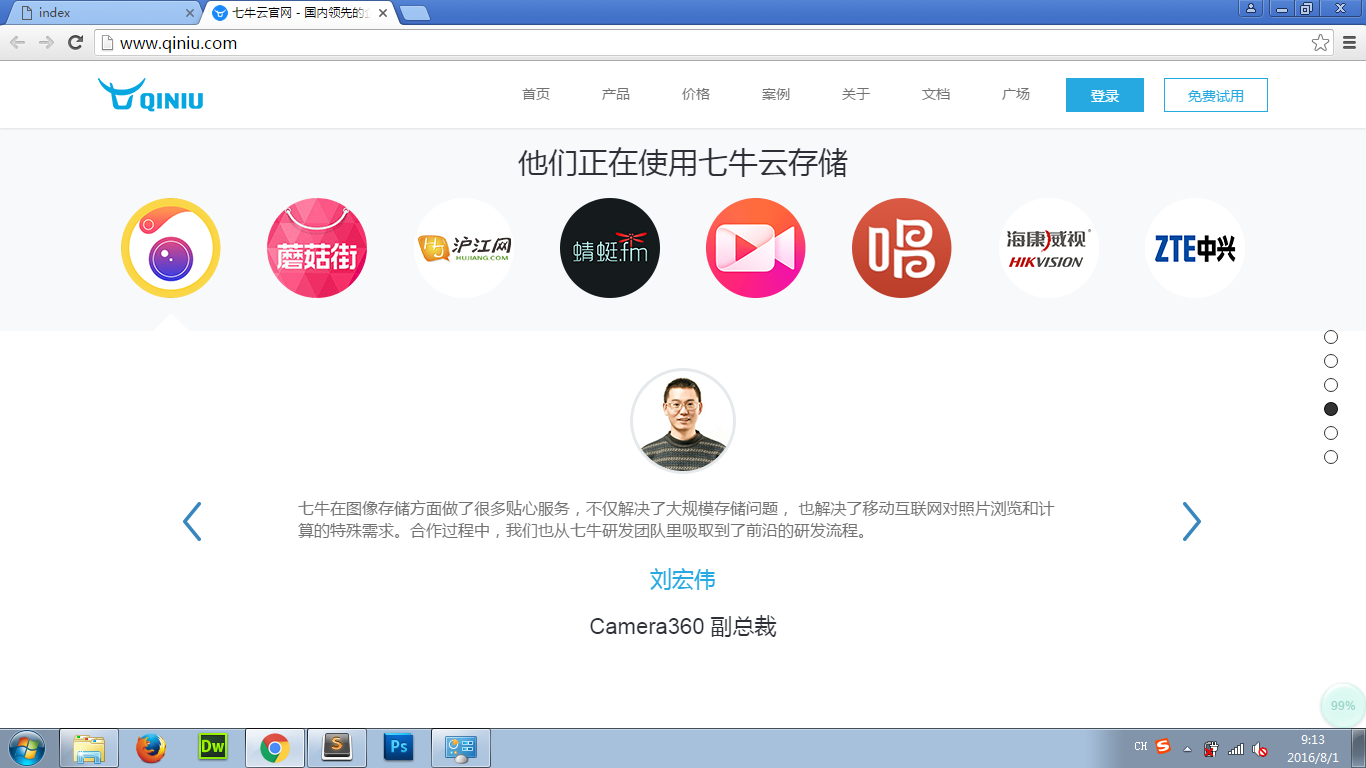 index
七牛云官网 - 国内领先的
www.qiniu.com
QINIU
首页 产品 价格 案例 关于 文档 广场 登录 免费试用
他们正在使用七牛云存储
蘑菇街
HJ 沪江网
HUJIANG.COM
蜻蜓.fm
唱
海康威视®
HIKVISION
ZTE中兴
七牛在图像存储方面做了很多贴心服务，不仅解决了大规模存储问题， 也解决了移动互联网对照片浏览和计
算的特殊需求。合作过程中，我们也从七牛研发团队里吸取到了前沿的研发流程。
刘宏伟
Camera360 副总裁
99%
Dw
S
Ps
CH
S
9:13
2016/8/1